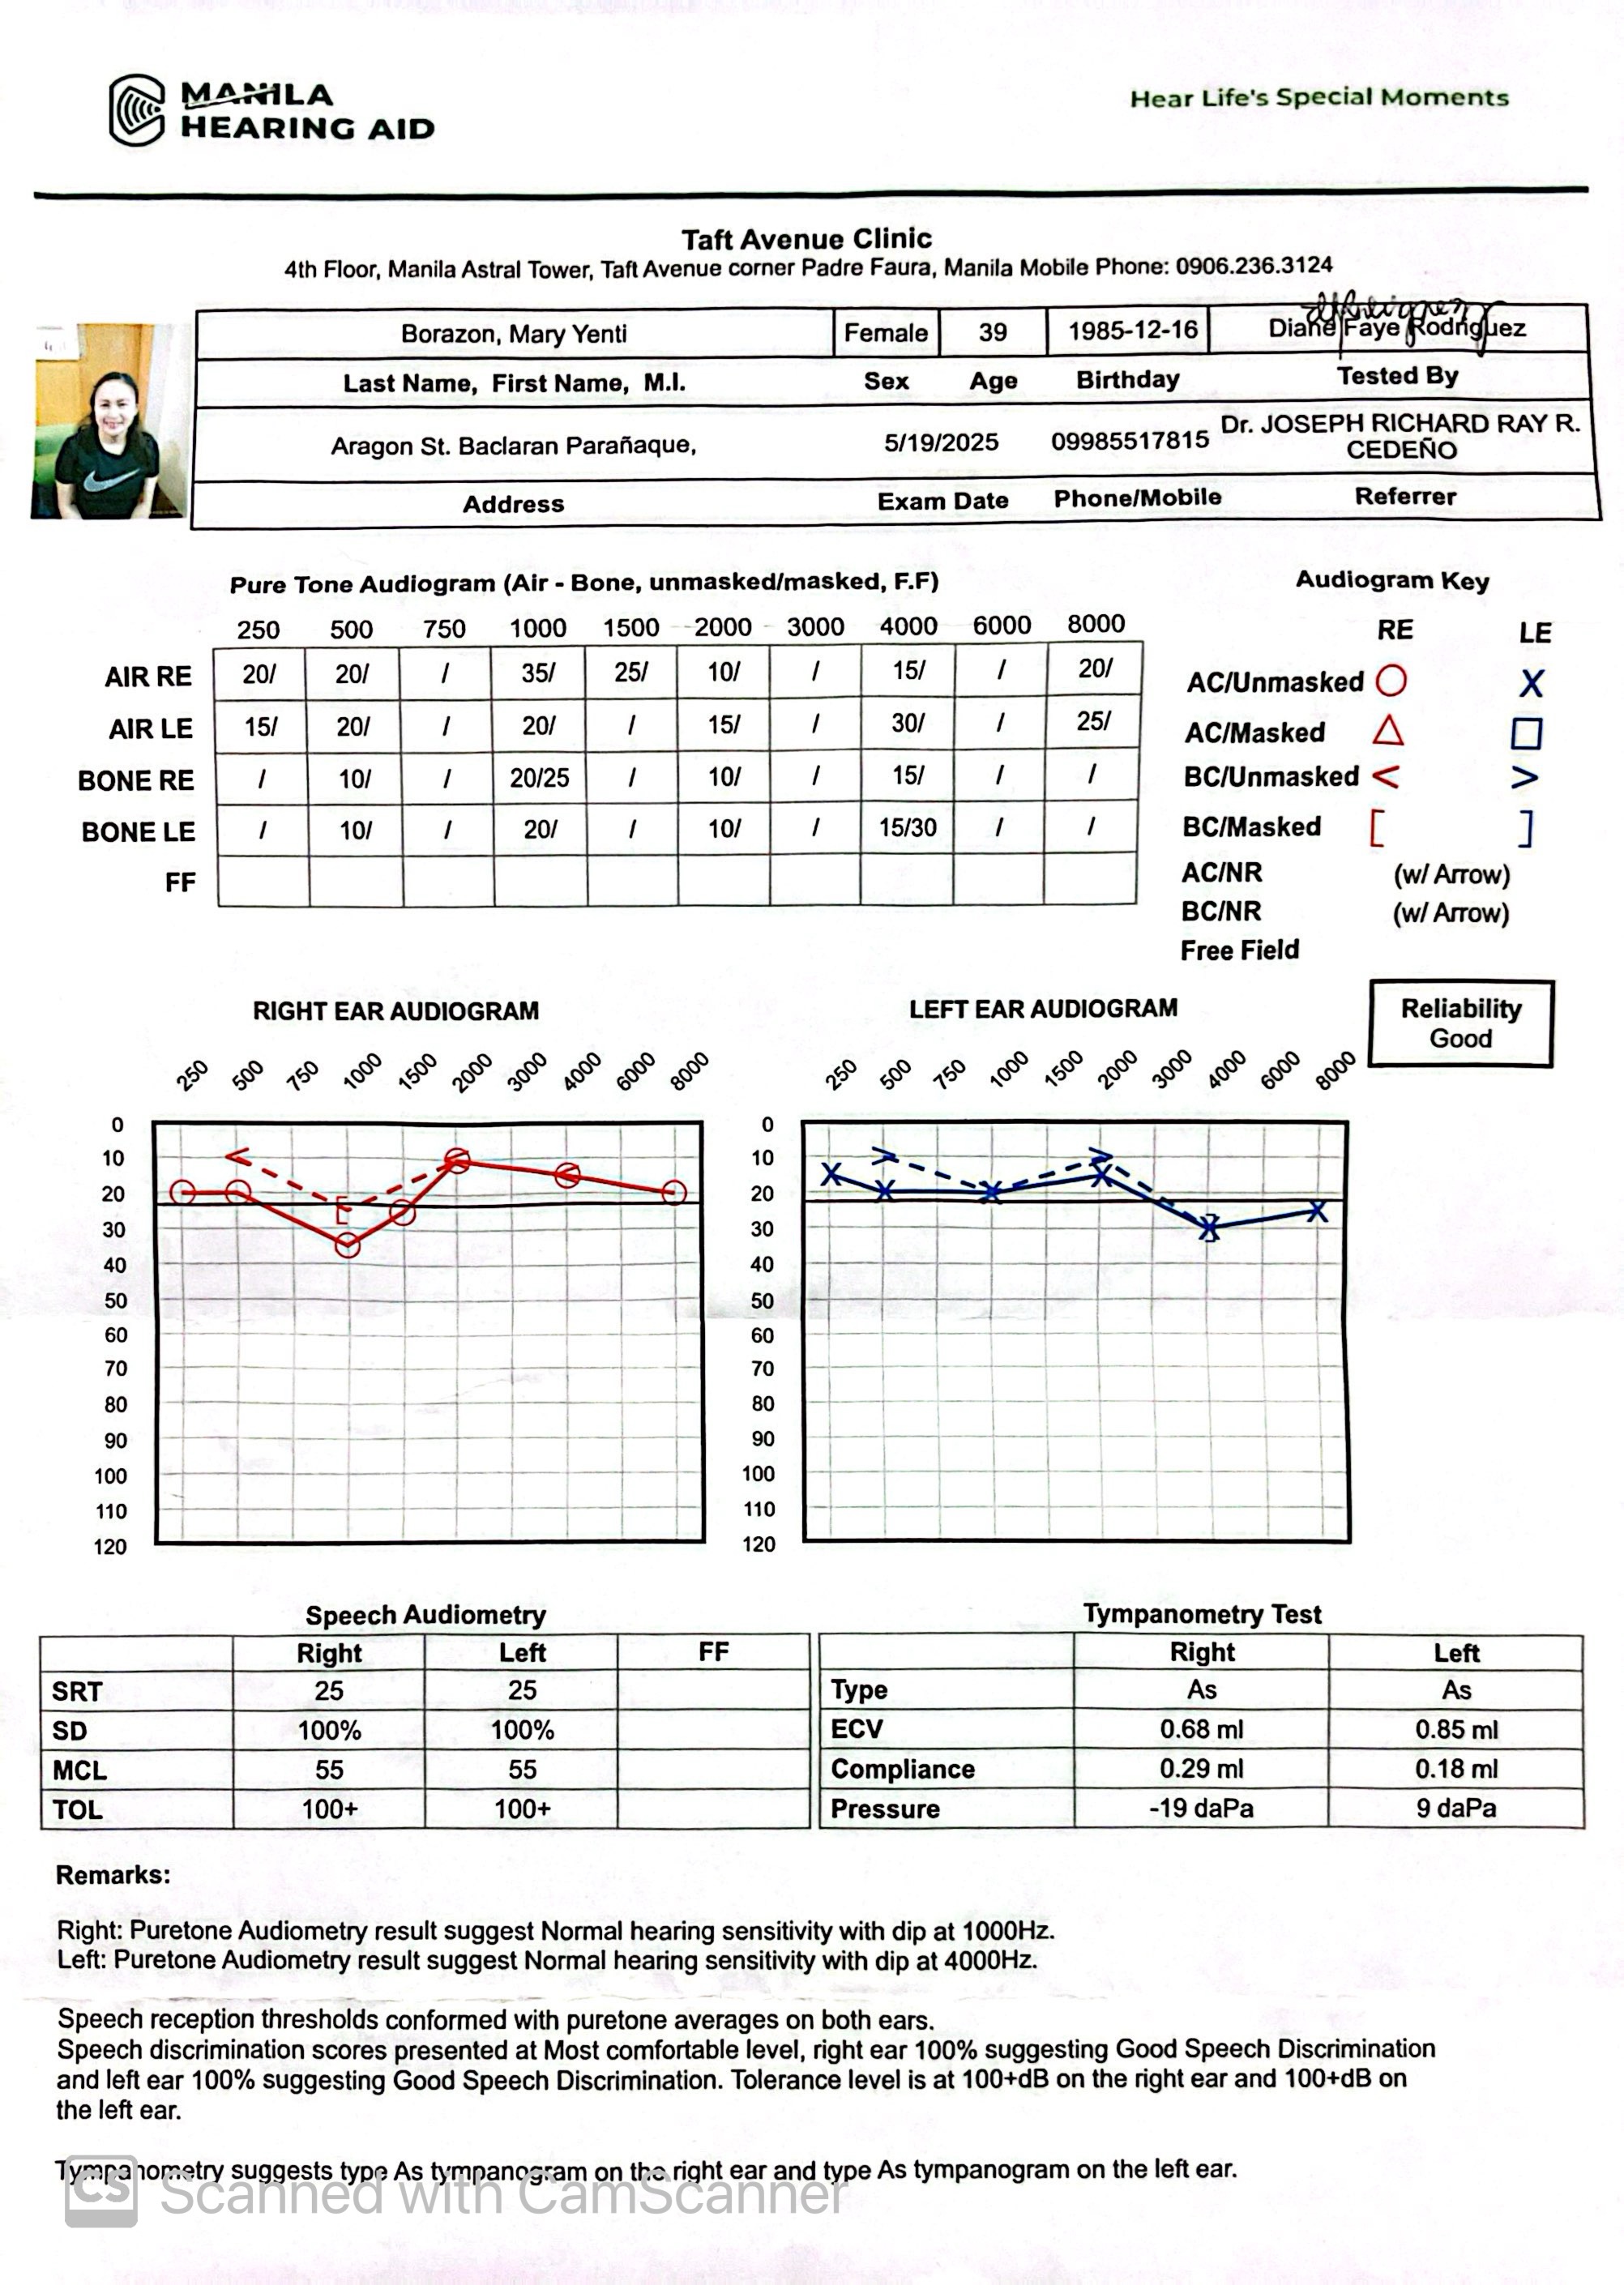 MANILA
HEARING AID
Hear Life's Special Moments
Taft Avenue Clinic
4th Floor, Manila Astral Tower, Taft Avenue corner Padre Faura, Manila Mobile Phone: 0906.236.3124
Borazon, Mary Yenti Female 39 1985-12-16 Diane Faye Rodriguez
Last Name, First Name, M.I. Sex Age Birthday Tested By
Aragon St. Baclaran Parañaque, 5/19/2025 09985517815 Dr. JOSEPH RICHARD RAY R. CEDEÑO
Address Exam Date Phone/Mobile Referrer
Pure Tone Audiogram (Air - Bone, unmasked/masked, F.F)
250 500 750 1000 1500 2000 3000 4000 6000 8000
AIR RE 20/ 20/ / 35/ 25/ 10/ / 15/ / 20/
AIR LE 15/ 20/ / 20/ / 15/ / 30/ / 25/
BONE RE / 10/ / 20/25 / 10/ / 15/ / /
BONE LE / 10/ / 20/ / 10/ / 15/30 / /
FF
Audiogram Key
RE LE
AC/Unmasked O X
AC/Masked △ □
BC/Unmasked < >
BC/Masked [ ]
AC/NR (w/ Arrow)
BC/NR (w/ Arrow)
Free Field
Reliability
Good
RIGHT EAR AUDIOGRAM
250 500 750 1000 1500 2000 3000 4000 6000 8000
0
10
20
30
40
50
60
70
80
90
100
110
120
LEFT EAR AUDIOGRAM
250 500 750 1000 1500 2000 3000 4000 6000 8000
0
10
20
30
40
50
60
70
80
90
100
110
120
Speech Audiometry
Right Left FF
SRT 25 25
SD 100% 100%
MCL 55 55
TOL 100+ 100+
Tympanometry Test
Right Left
Type As As
ECV 0.68 ml 0.85 ml
Compliance 0.29 ml 0.18 ml
Pressure -19 daPa 9 daPa
Remarks:
Right: Puretone Audiometry result suggest Normal hearing sensitivity with dip at 1000Hz.
Left: Puretone Audiometry result suggest Normal hearing sensitivity with dip at 4000Hz.
Speech reception thresholds conformed with puretone averages on both ears.
Speech discrimination scores presented at Most comfortable level, right ear 100% suggesting Good Speech Discrimination
and left ear 100% suggesting Good Speech Discrimination. Tolerance level is at 100+dB on the right ear and 100+dB on
the left ear.
Tympanometry suggests type As tympanogram on the right ear and type As tympanogram on the left ear.
CS Scanned with CamScanner